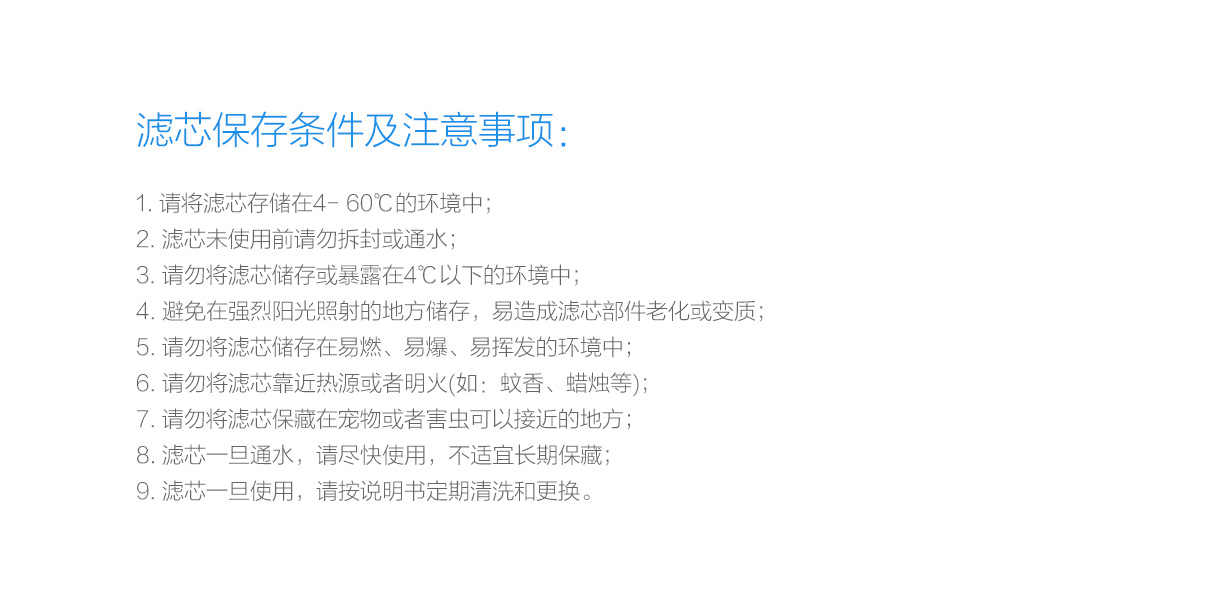 滤芯保存条件及注意事项：
1. 请将滤芯存储在4- 60℃的环境中；
2. 滤芯未使用前请勿拆封或通水；
3. 请勿将滤芯储存或暴露在4℃以下的环境中；
4. 避免在强烈阳光照射的地方储存，易造成滤芯部件老化或变质；
5. 请勿将滤芯储存在易燃、易爆、易挥发的环境中；
6. 请勿将滤芯靠近热源或者明火(如：蚊香、蜡烛等)；
7. 请勿将滤芯保藏在宠物或者害虫可以接近的地方；
8. 滤芯一旦通水，请尽快使用，不适宜长期保藏；
9. 滤芯一旦使用，请按说明书定期清洗和更换。